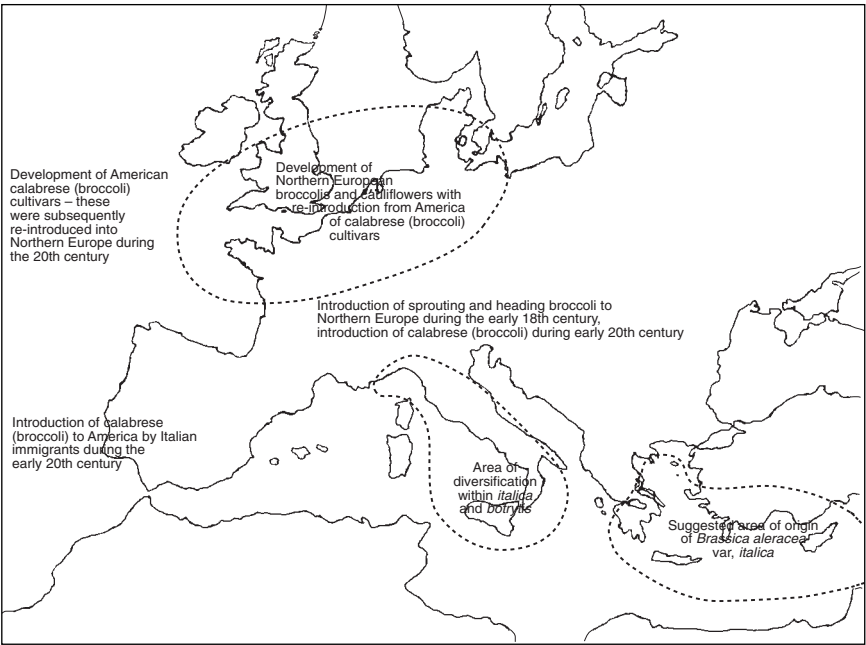 Development of American
calabrese (broccoli)
cultivars – these
were subsequently
re-introduced into
Northern Europe during
the 20th century
Development of
Northern European
broccolis and cauliflowers with
re-introduction from America
of calabrese (broccoli)
cultivars
Introduction of sprouting and heading broccoli to
Northern Europe during the early 18th century,
introduction of calabrese (broccoli) during early 20th century
Introduction of calabrese
(broccoli) to America by Italian
immigrants during the
early 20th century
Area of
diversification
within italica
and botrytis
Suggested area of origin
of Brassica aleracea
var, italica